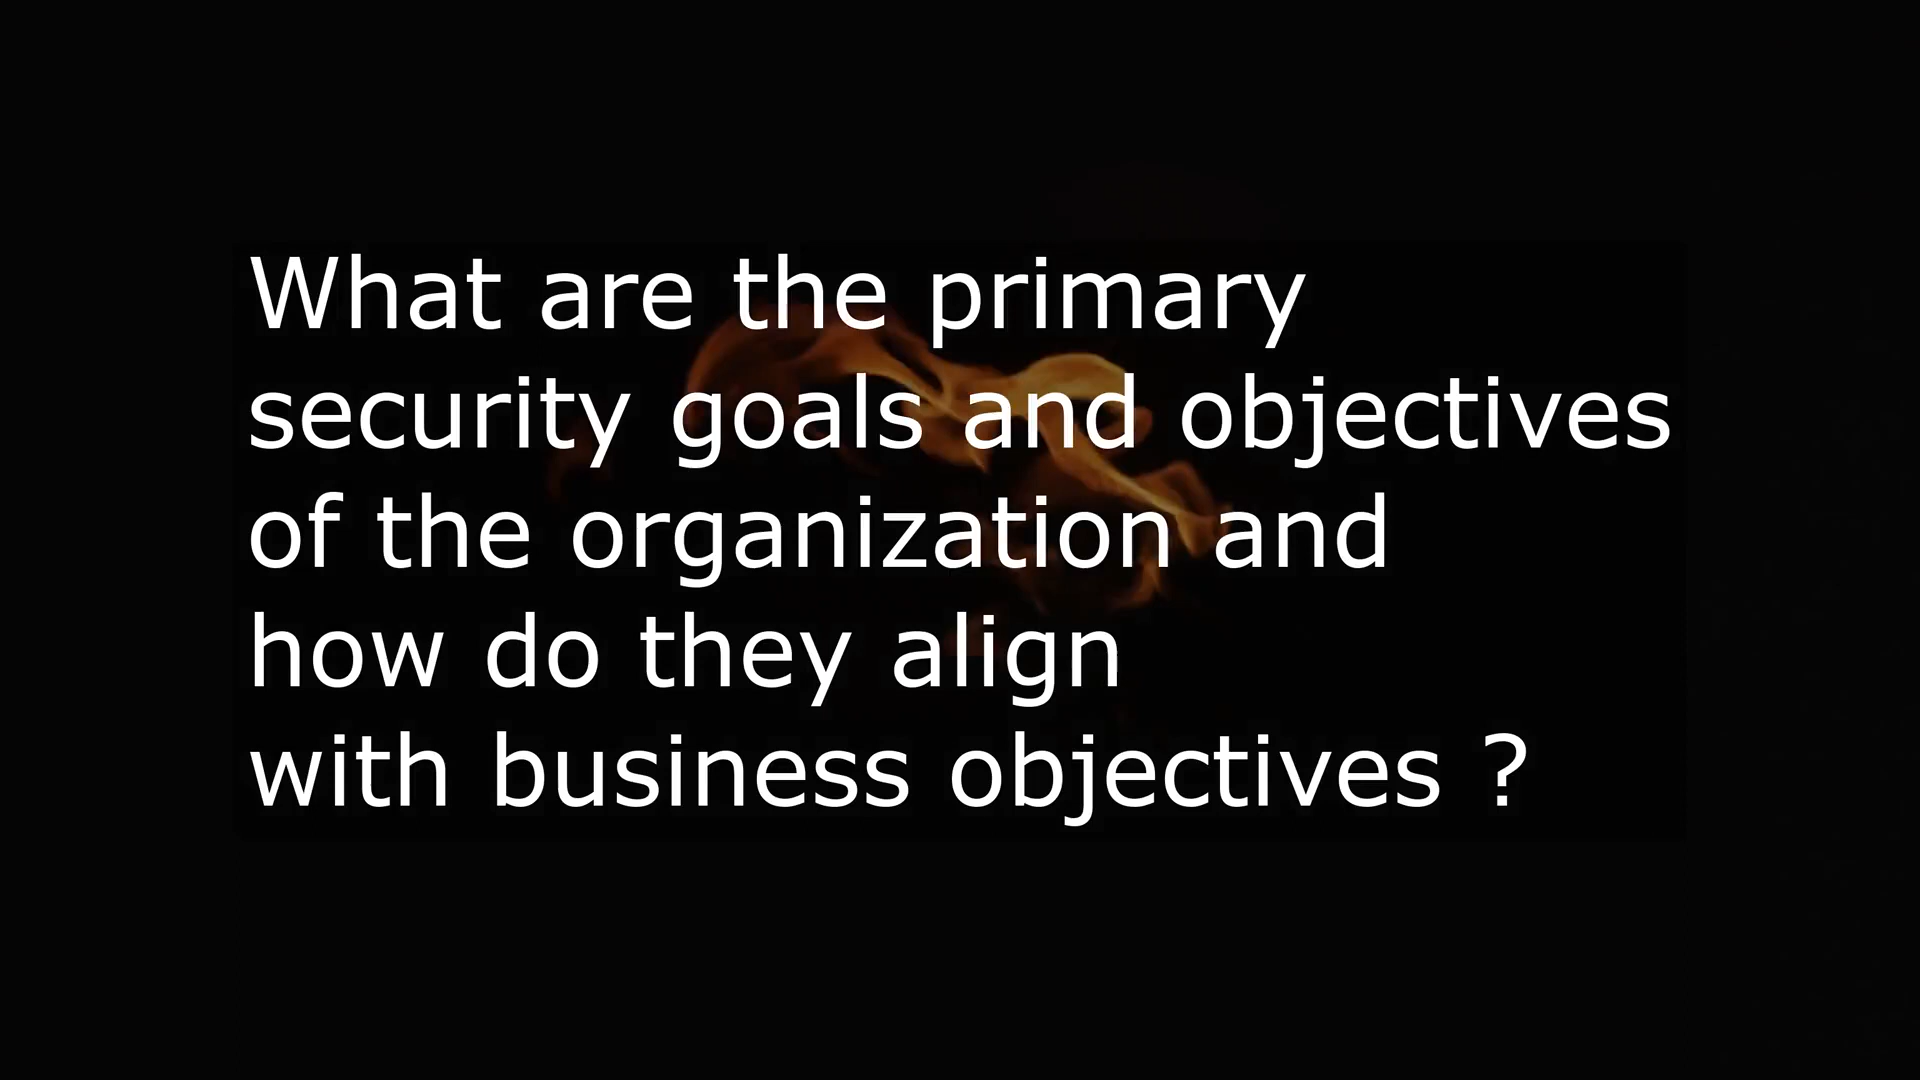 What are the primary
security goals and objectives
of the organization and
how do they align
with business objectives ?